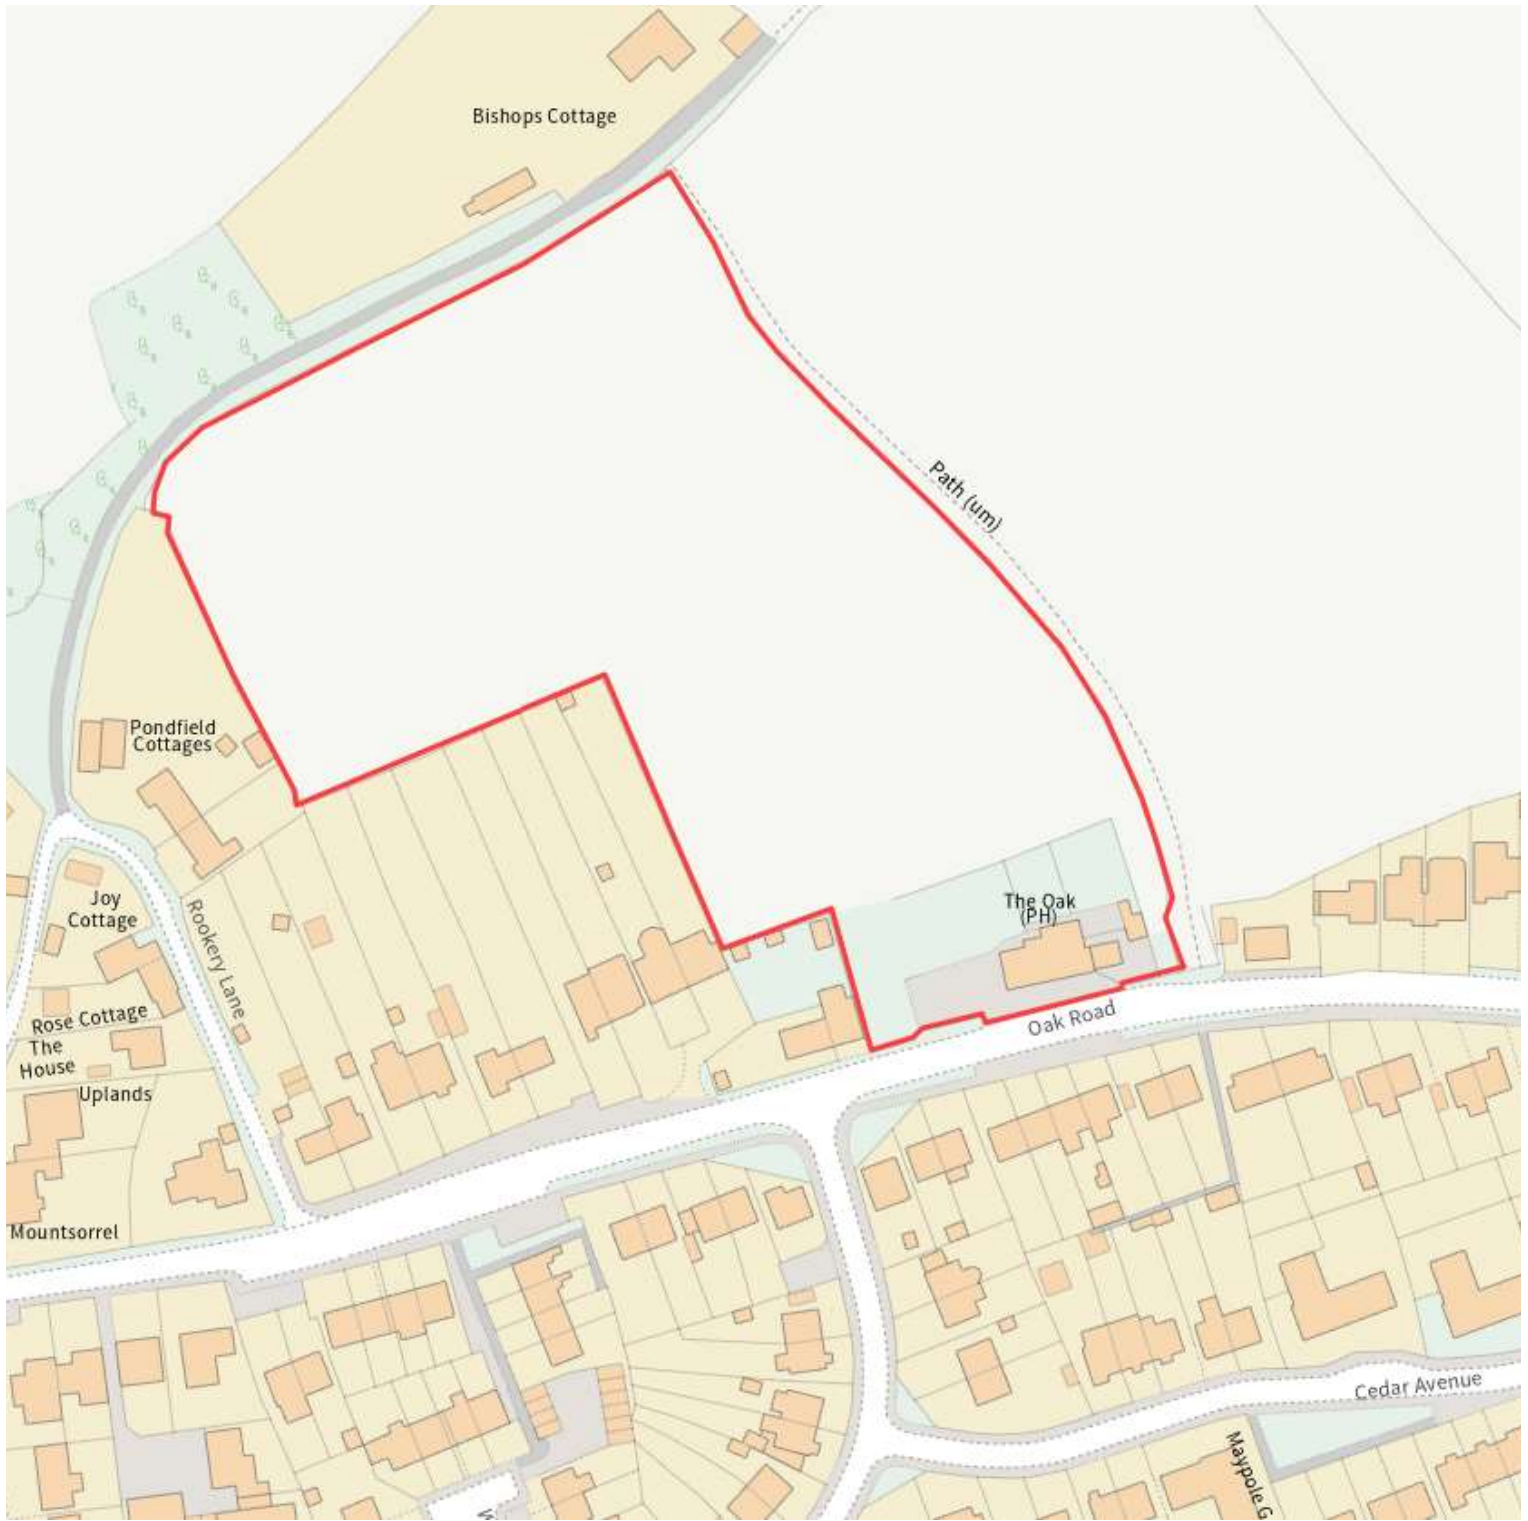 Bishops Cottage
Path (um)
Pondfield
Cottages
The Oak
(PH)
Joy
Cottage
Rookery Lane
Rose Cottage
The
House
Oak Road
Uplands
Mountsorrel
Cedar Avenue
Maypole G